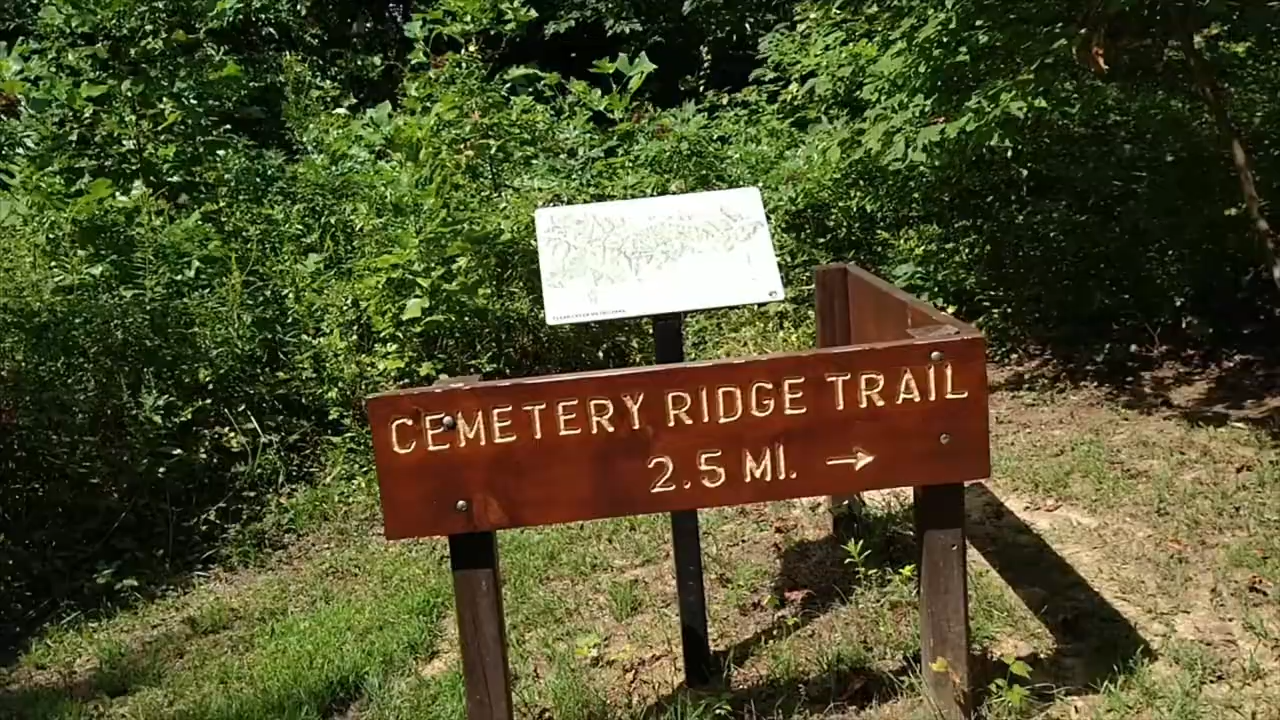 CEMETERY RIDGE TRAIL
2.5 MI. →